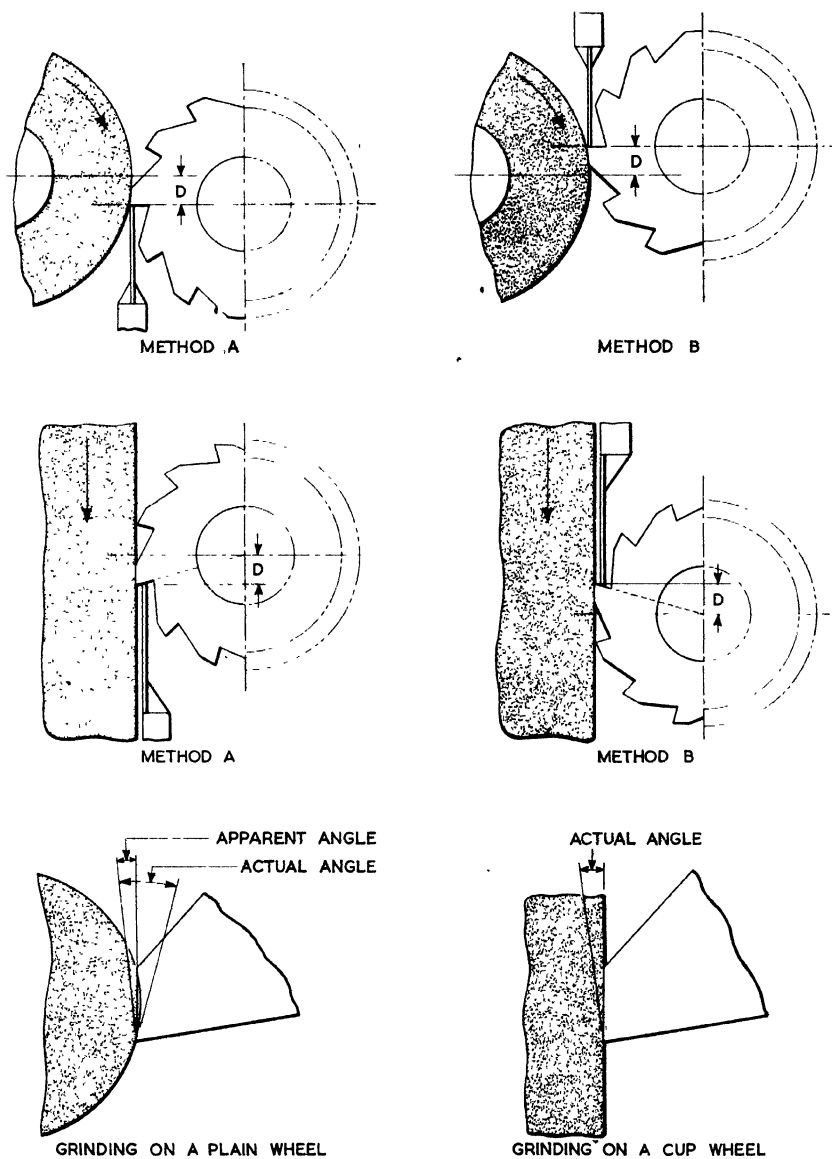 D
D
METHOD A
METHOD B
D
D
METHOD A
METHOD B
APPARENT ANGLE
ACTUAL ANGLE
ACTUAL ANGLE
GRINDING ON A PLAIN WHEEL
GRINDING ON A CUP WHEEL